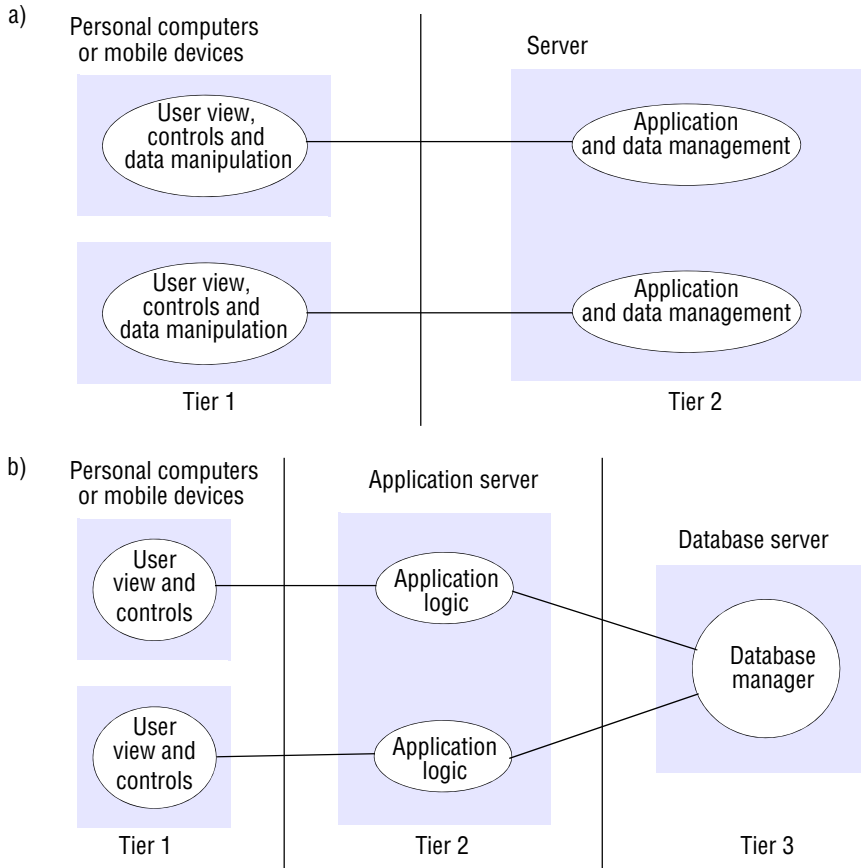 a)
Personal computers
or mobile devices
Server
User view,
controls and
data manipulation
Application
and data management
User view,
controls and
data manipulation
Application
and data management
Tier 1
Tier 2
b)
Personal computers
or mobile devices
Application server
Database server
User
view and
controls
Application
logic
Database
manager
User
view and
controls
Application
logic
Tier 1
Tier 2
Tier 3